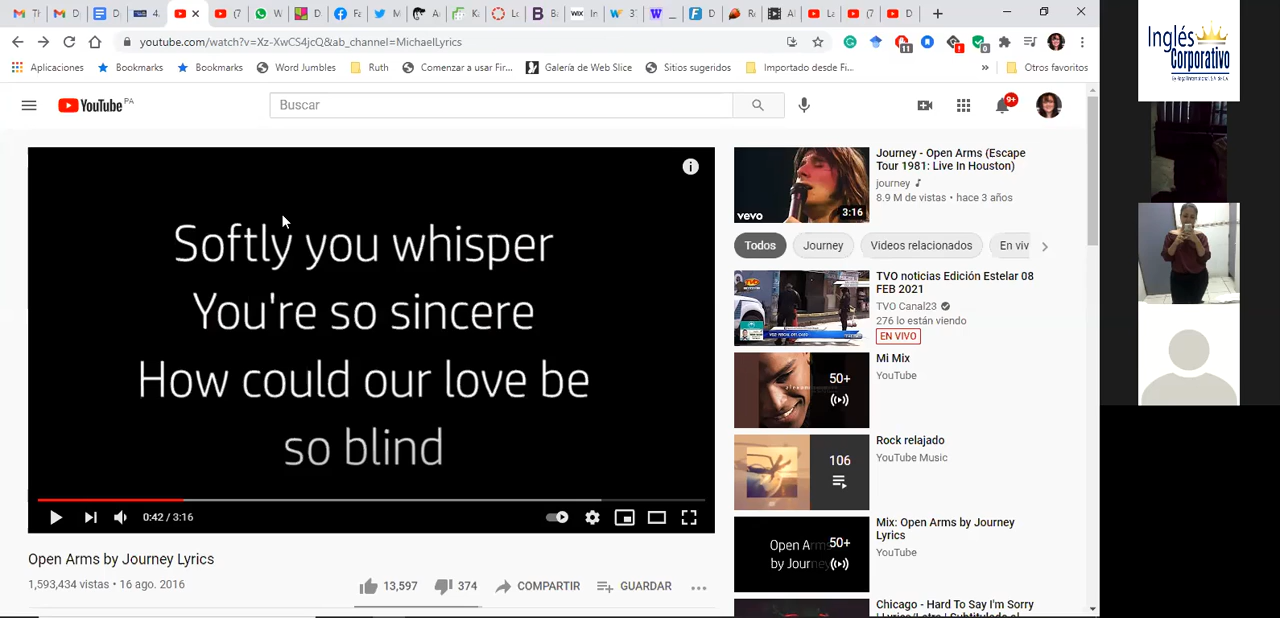 youtube.com/watch?v=Xz-XwCS4jcQ&ab_channel=MichaelLyrics
Aplicaciones
Bookmarks
Bookmarks
Word Jumbles
Ruth
Comenzar a usar Firef...
Galería de Web Slice
Sitios sugeridos
Importado desde Fi...
»
Otros favoritos
YouTube PA
Buscar
9+
Softly you whisper
You're so sincere
How could our love be
so blind
0:42 / 3:16
Open Arms by Journey Lyrics
1,593,434 vistas • 16 ago. 2016
13,597
374
COMPARTIR
GUARDAR
vevo
3:16
Journey - Open Arms (Escape
Tour 1981: Live In Houston)
journey
8.9 M de vistas • hace 3 años
Todos
Journey
Videos relacionados
En viv
TVO noticias Edición Estelar 08
FEB 2021
TVO Canal23
276 lo están viendo
EN VIVO
50+
Mi Mix
YouTube
106
Rock relajado
YouTube Music
Open Arms
by Journey
50+
Mix: Open Arms by Journey
Lyrics
YouTube
Chicago - Hard To Say I'm Sorry
Inglés
Corporativo